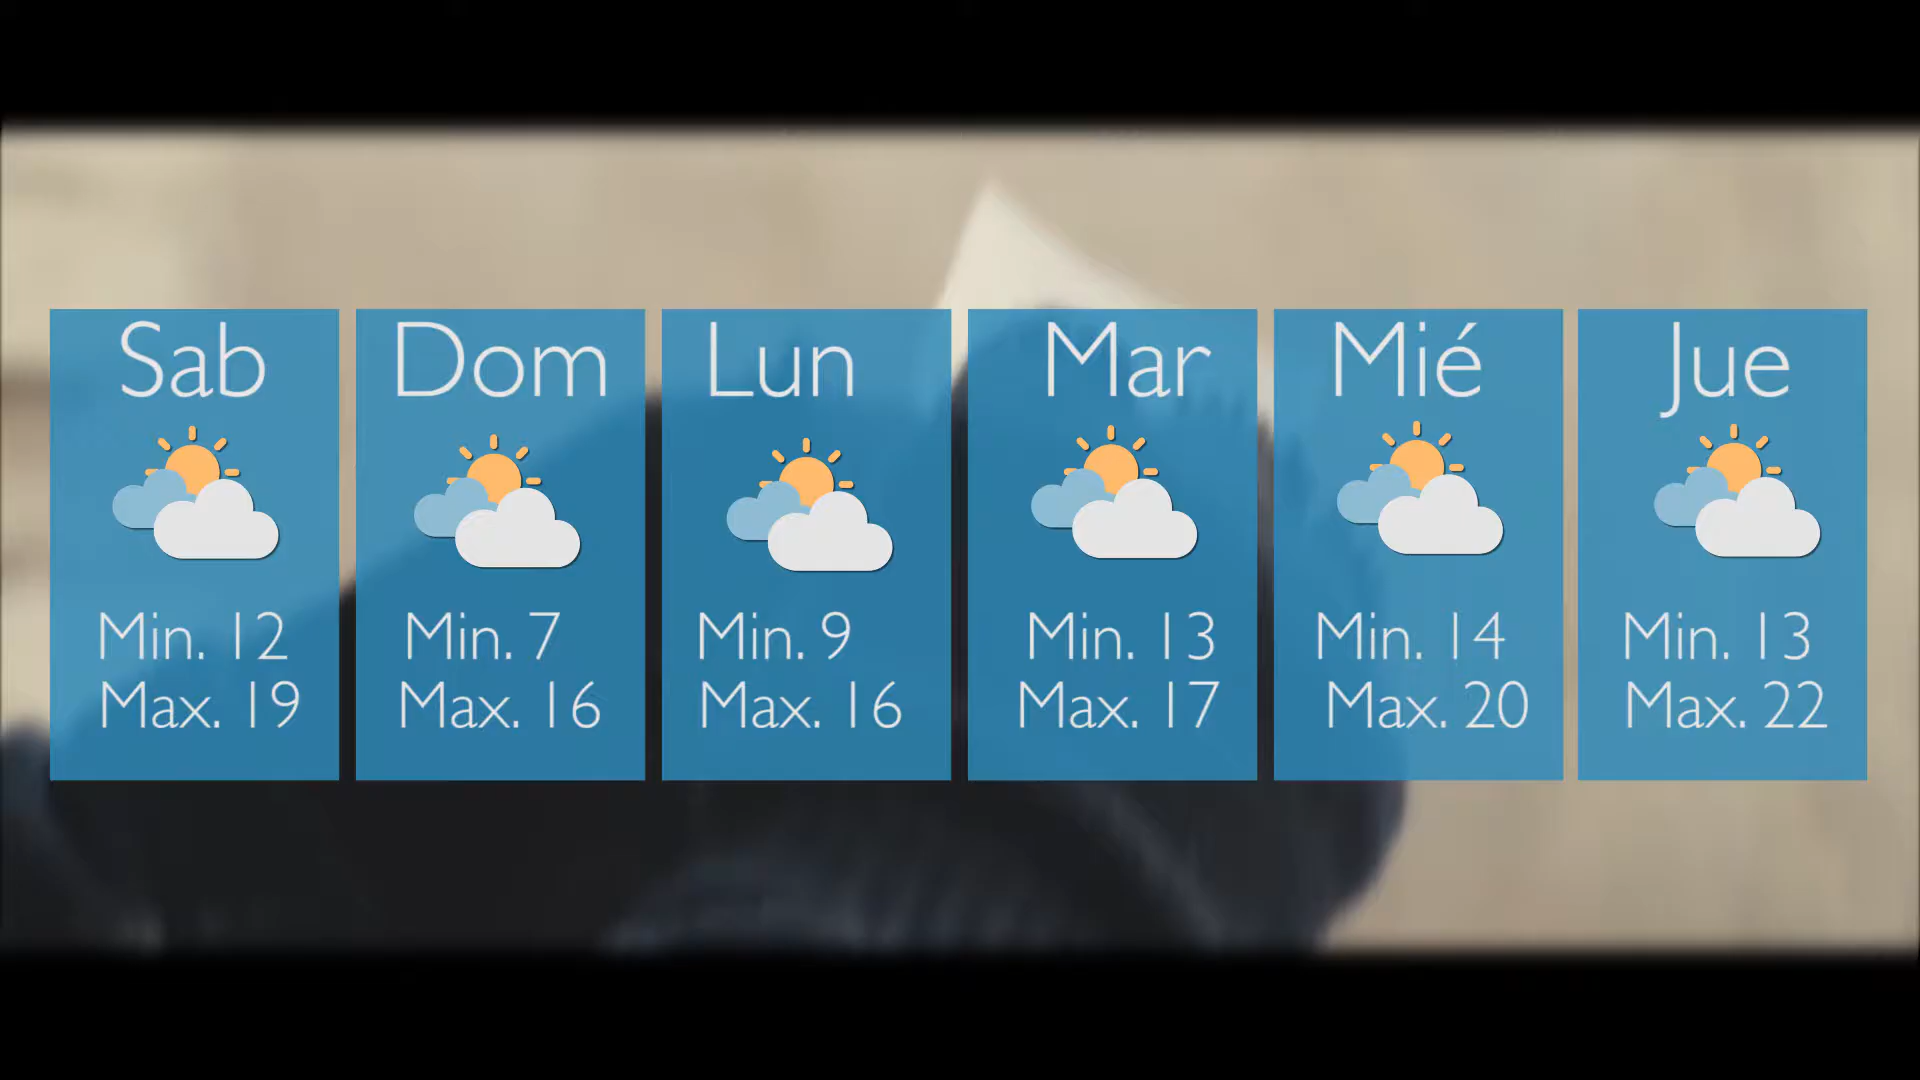 Sab
Min. 12
Max. 19
Dom
Min. 7
Max. 16
Lun
Min. 9
Max. 16
Mar
Min. 13
Max. 17
Mié
Min. 14
Max. 20
Jue
Min. 13
Max. 22